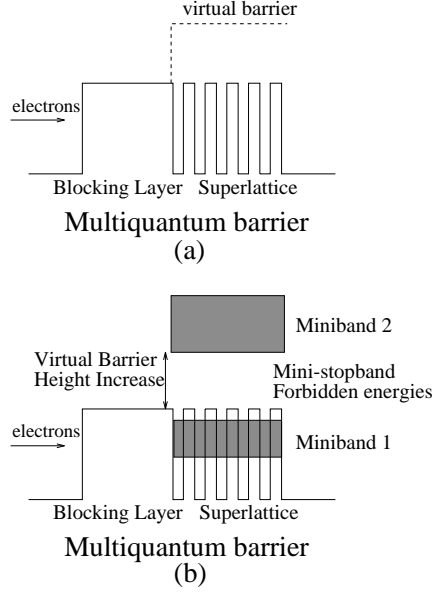 virtual barrier
electrons
Blocking Layer Superlattice
Multiquantum barrier
(a)
Miniband 2
Virtual Barrier
Height Increase
Mini-stopband
Forbidden energies
electrons
Miniband 1
Blocking Layer Superlattice
Multiquantum barrier
(b)